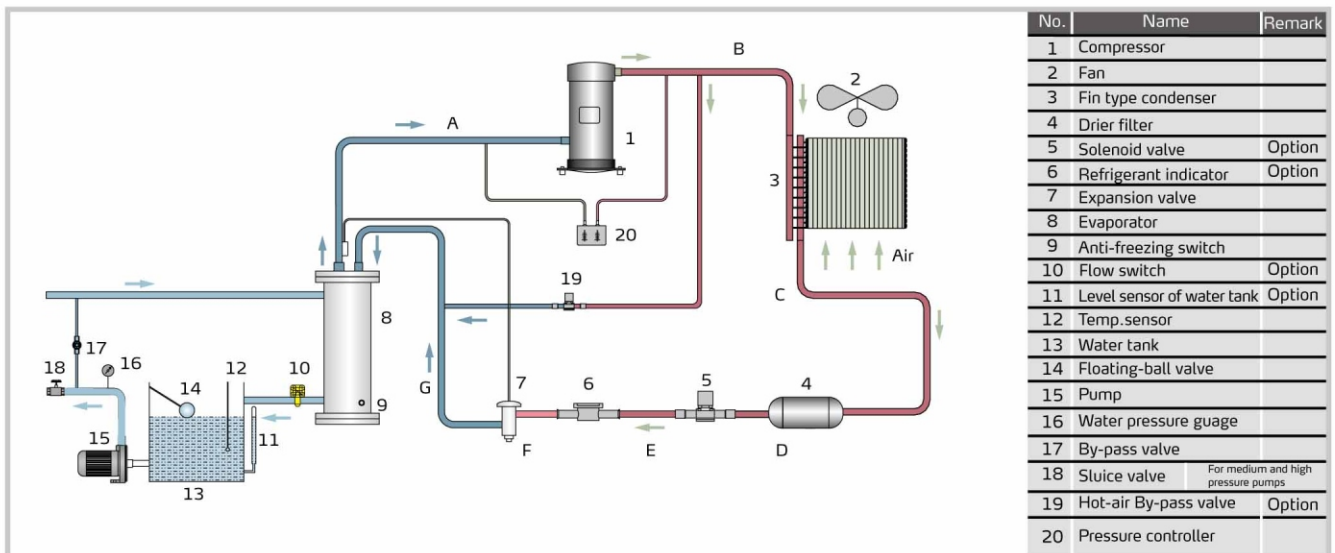 A
B
1
2
3
20
Air
C
19
8
17
16
18
10
12
14
9
G
7
6
5
4
11
15
13
F
E
D
No. Name Remark
1 Compressor
2 Fan
3 Fin type condenser
4 Drier filter
5 Solenoid valve Option
6 Refrigerant indicator Option
7 Expansion valve
8 Evaporator
9 Anti-freezing switch
10 Flow switch Option
11 Level sensor of water tank Option
12 Temp.sensor
13 Water tank
14 Floating-ball valve
15 Pump
16 Water pressure guage
17 By-pass valve
18 Sluice valve For medium and high
pressure pumps
19 Hot-air By-pass valve Option
20 Pressure controller